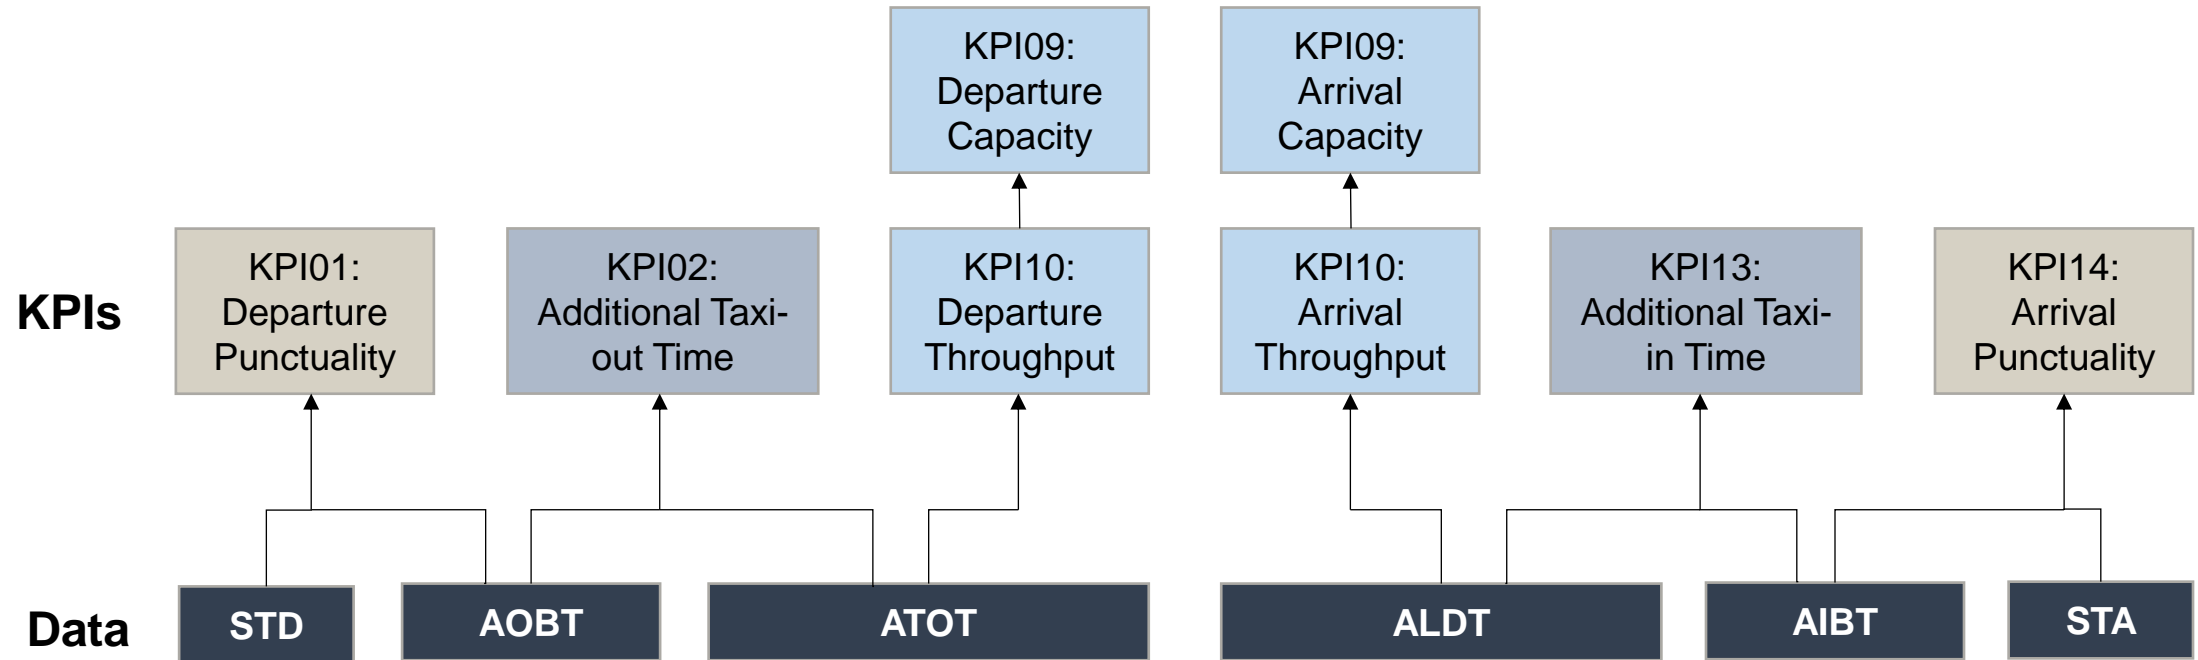 KPI09:
Departure
Capacity
KPI09:
Arrival
Capacity
KPIs
KPI01:
Departure
Punctuality
KPI02:
Additional Taxi-
out Time
KPI10:
Departure
Throughput
KPI10:
Arrival
Throughput
KPI13:
Additional Taxi-
in Time
KPI14:
Arrival
Punctuality
Data
STD
AOBT
ATOT
ALDT
AIBT
STA